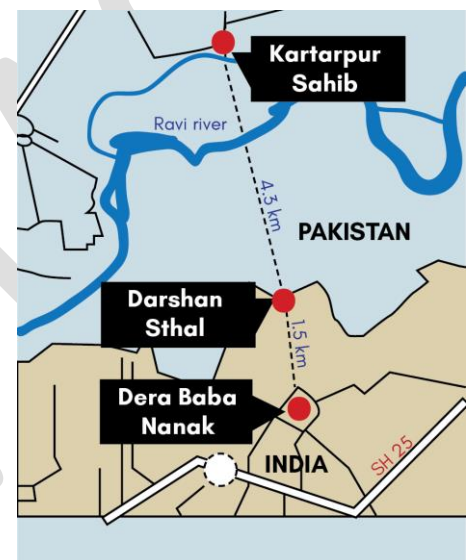 Kartarpur
Sahib
Ravi river
4.3 km
PAKISTAN
Darshan
Sthal
1.5 km
Dera Baba
Nanak
INDIA
SH 25